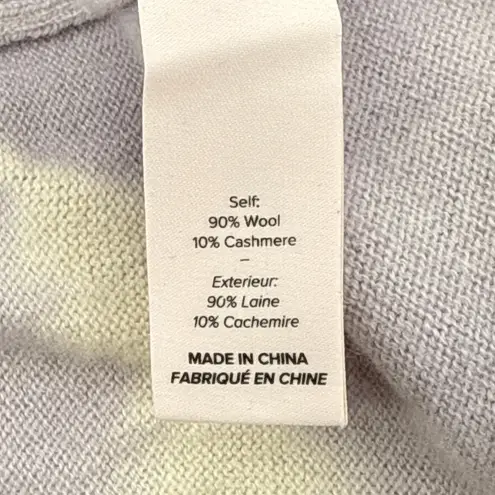 Self:
90% Wool
10% Cashmere
–
Exterieur:
90% Laine
10% Cachemire
MADE IN CHINA
FABRIQUÉ EN CHINE